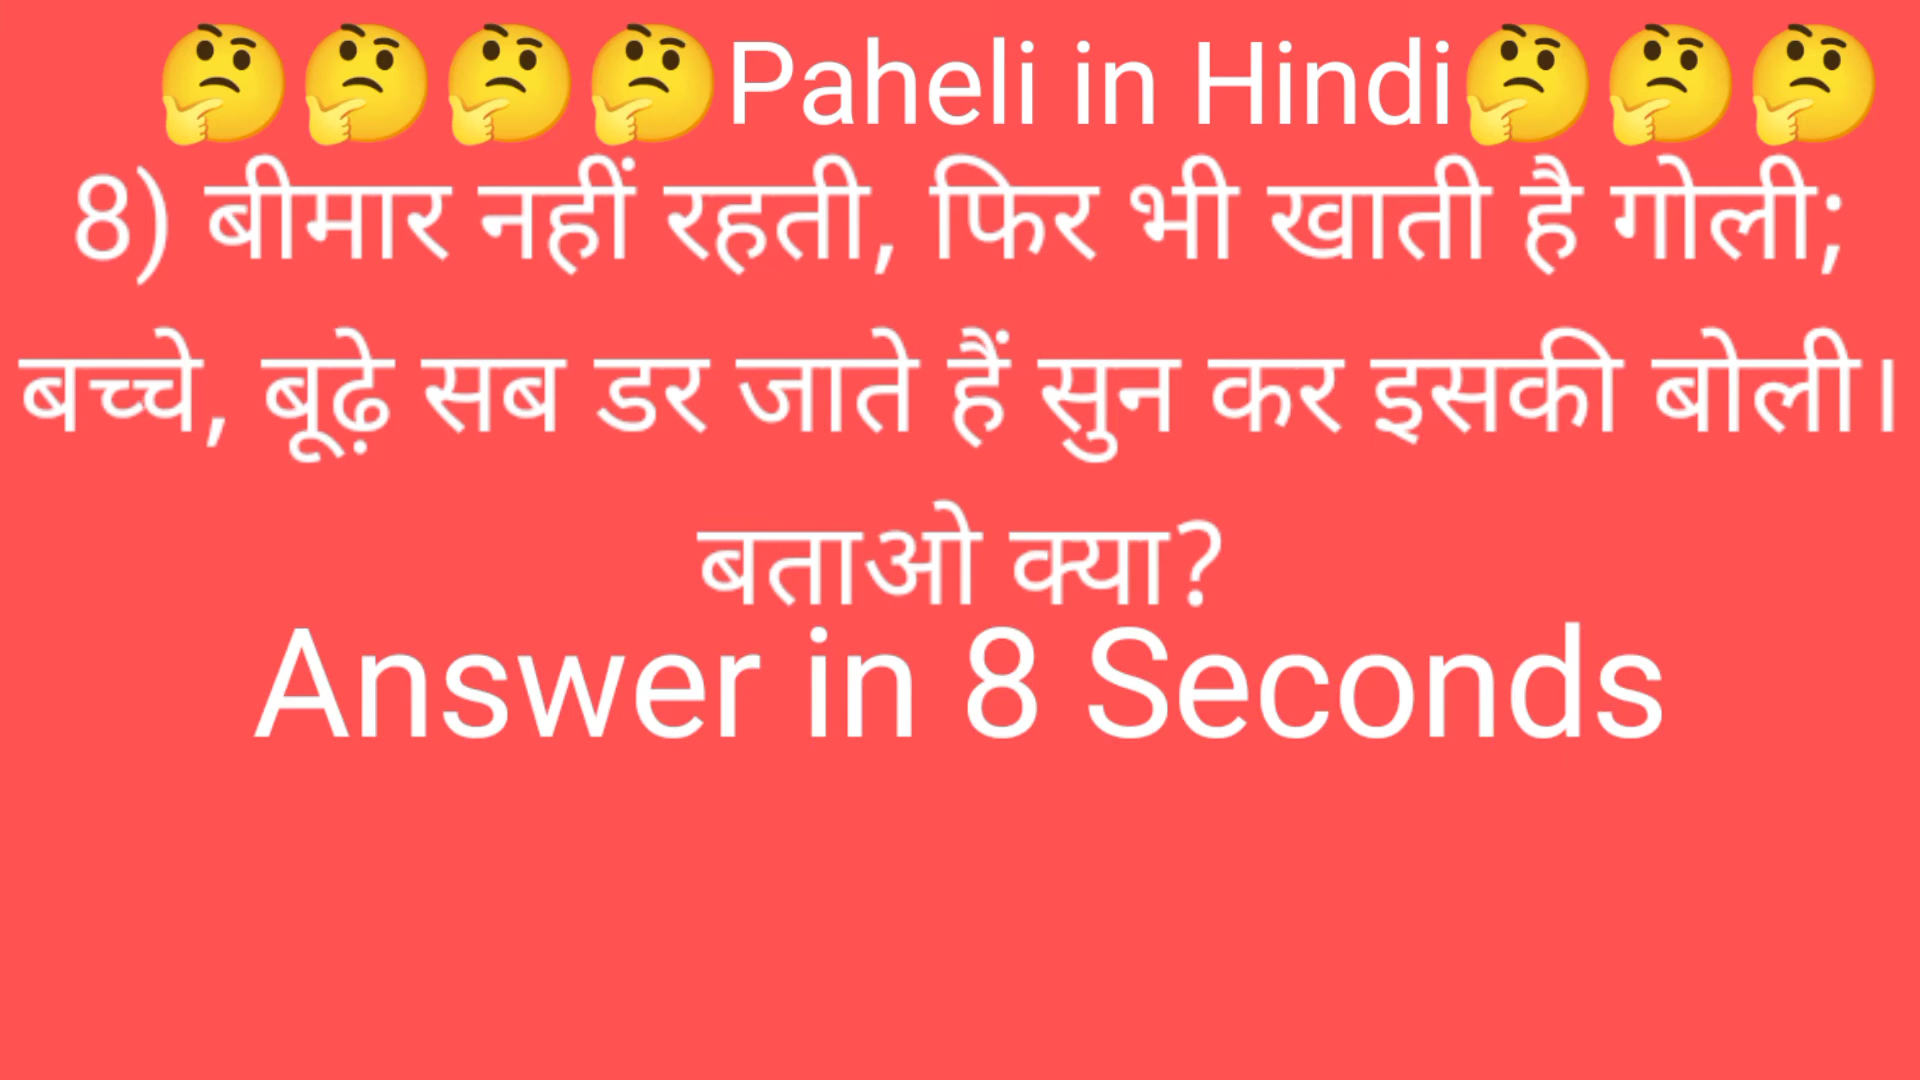 🤔🤔🤔🤔Paheli in Hindi🤔🤔🤔
8) बीमार नहीं रहती, फिर भी खाती है गोली;
बच्चे, बूढ़े सब डर जाते हैं सुन कर इसकी बोली।
बताओ क्या?
Answer in 8 Seconds